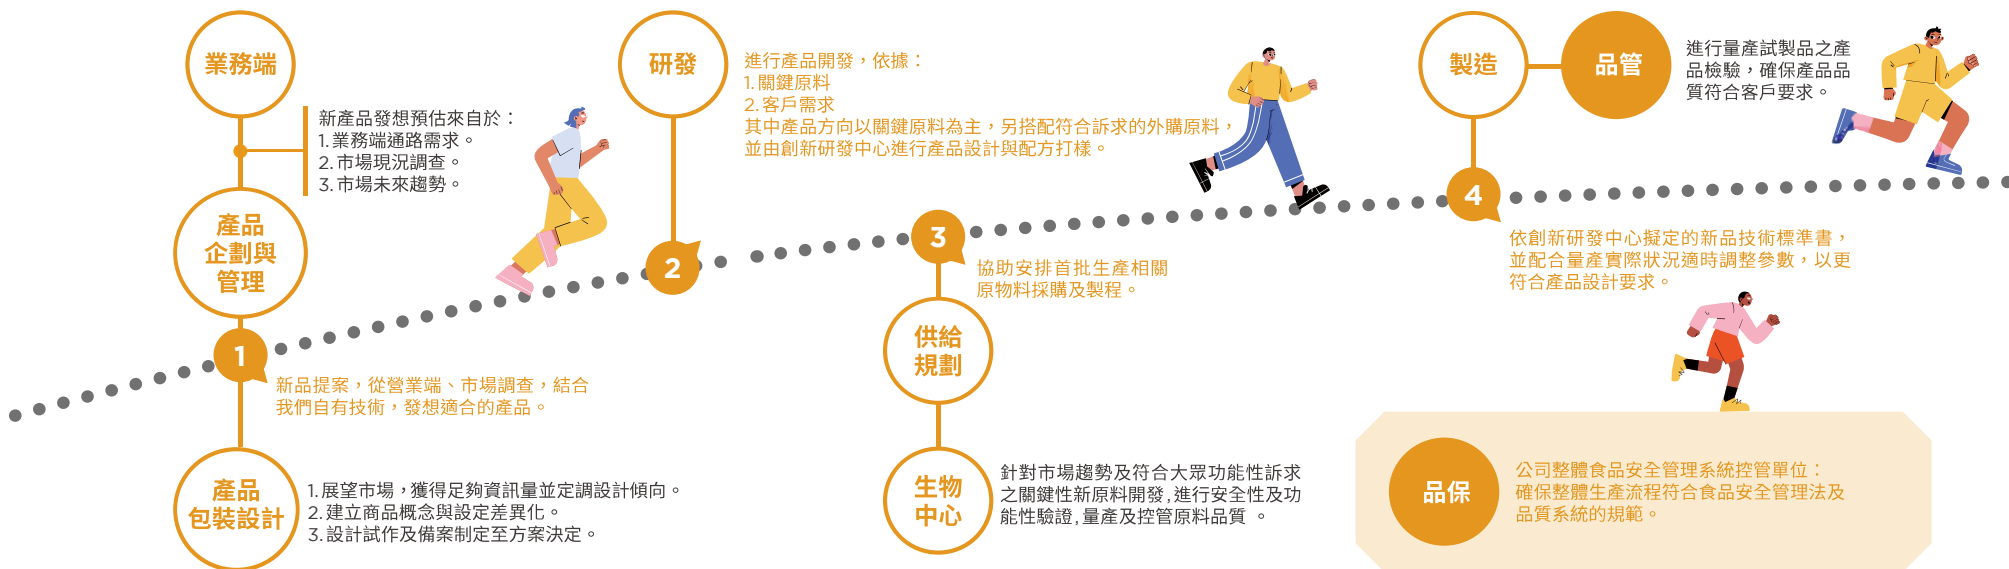 業務端
新產品發想預估來自於：
1.業務端通路需求。
2.市場現況調查。
3.市場未來趨勢。
產品
企劃與
管理
1
新品提案，從營業端、市場調查，結合
我們自有技術，發想適合的產品。
產品
包裝設計
1.展望市場，獲得足夠資訊量並定調設計傾向。
2.建立商品概念與設定差異化。
3.設計試作及備案制定至方案決定。
研發
進行產品開發，依據：
1.關鍵原料
2.客戶需求
其中產品方向以關鍵原料為主，另搭配符合訴求的外購原料，
並由創新研發中心進行產品設計與配方打樣。
2
3
協助安排首批生產相關
原物料採購及製程。
供給
規劃
生物
中心
針對市場趨勢及符合大眾功能性訴求
之關鍵性新原料開發,進行安全性及功
能性驗證,量產及控管原料品質 。
製造
品管
進行量產試製品之產
品檢驗，確保產品品
質符合客戶要求。
4
依創新研發中心擬定的新品技術標準書，
並配合量產實際狀況適時調整參數，以更
符合產品設計要求。
品保
公司整體食品安全管理系統控管單位：
確保整體生產流程符合食品安全管理法及
品質系統的規範。